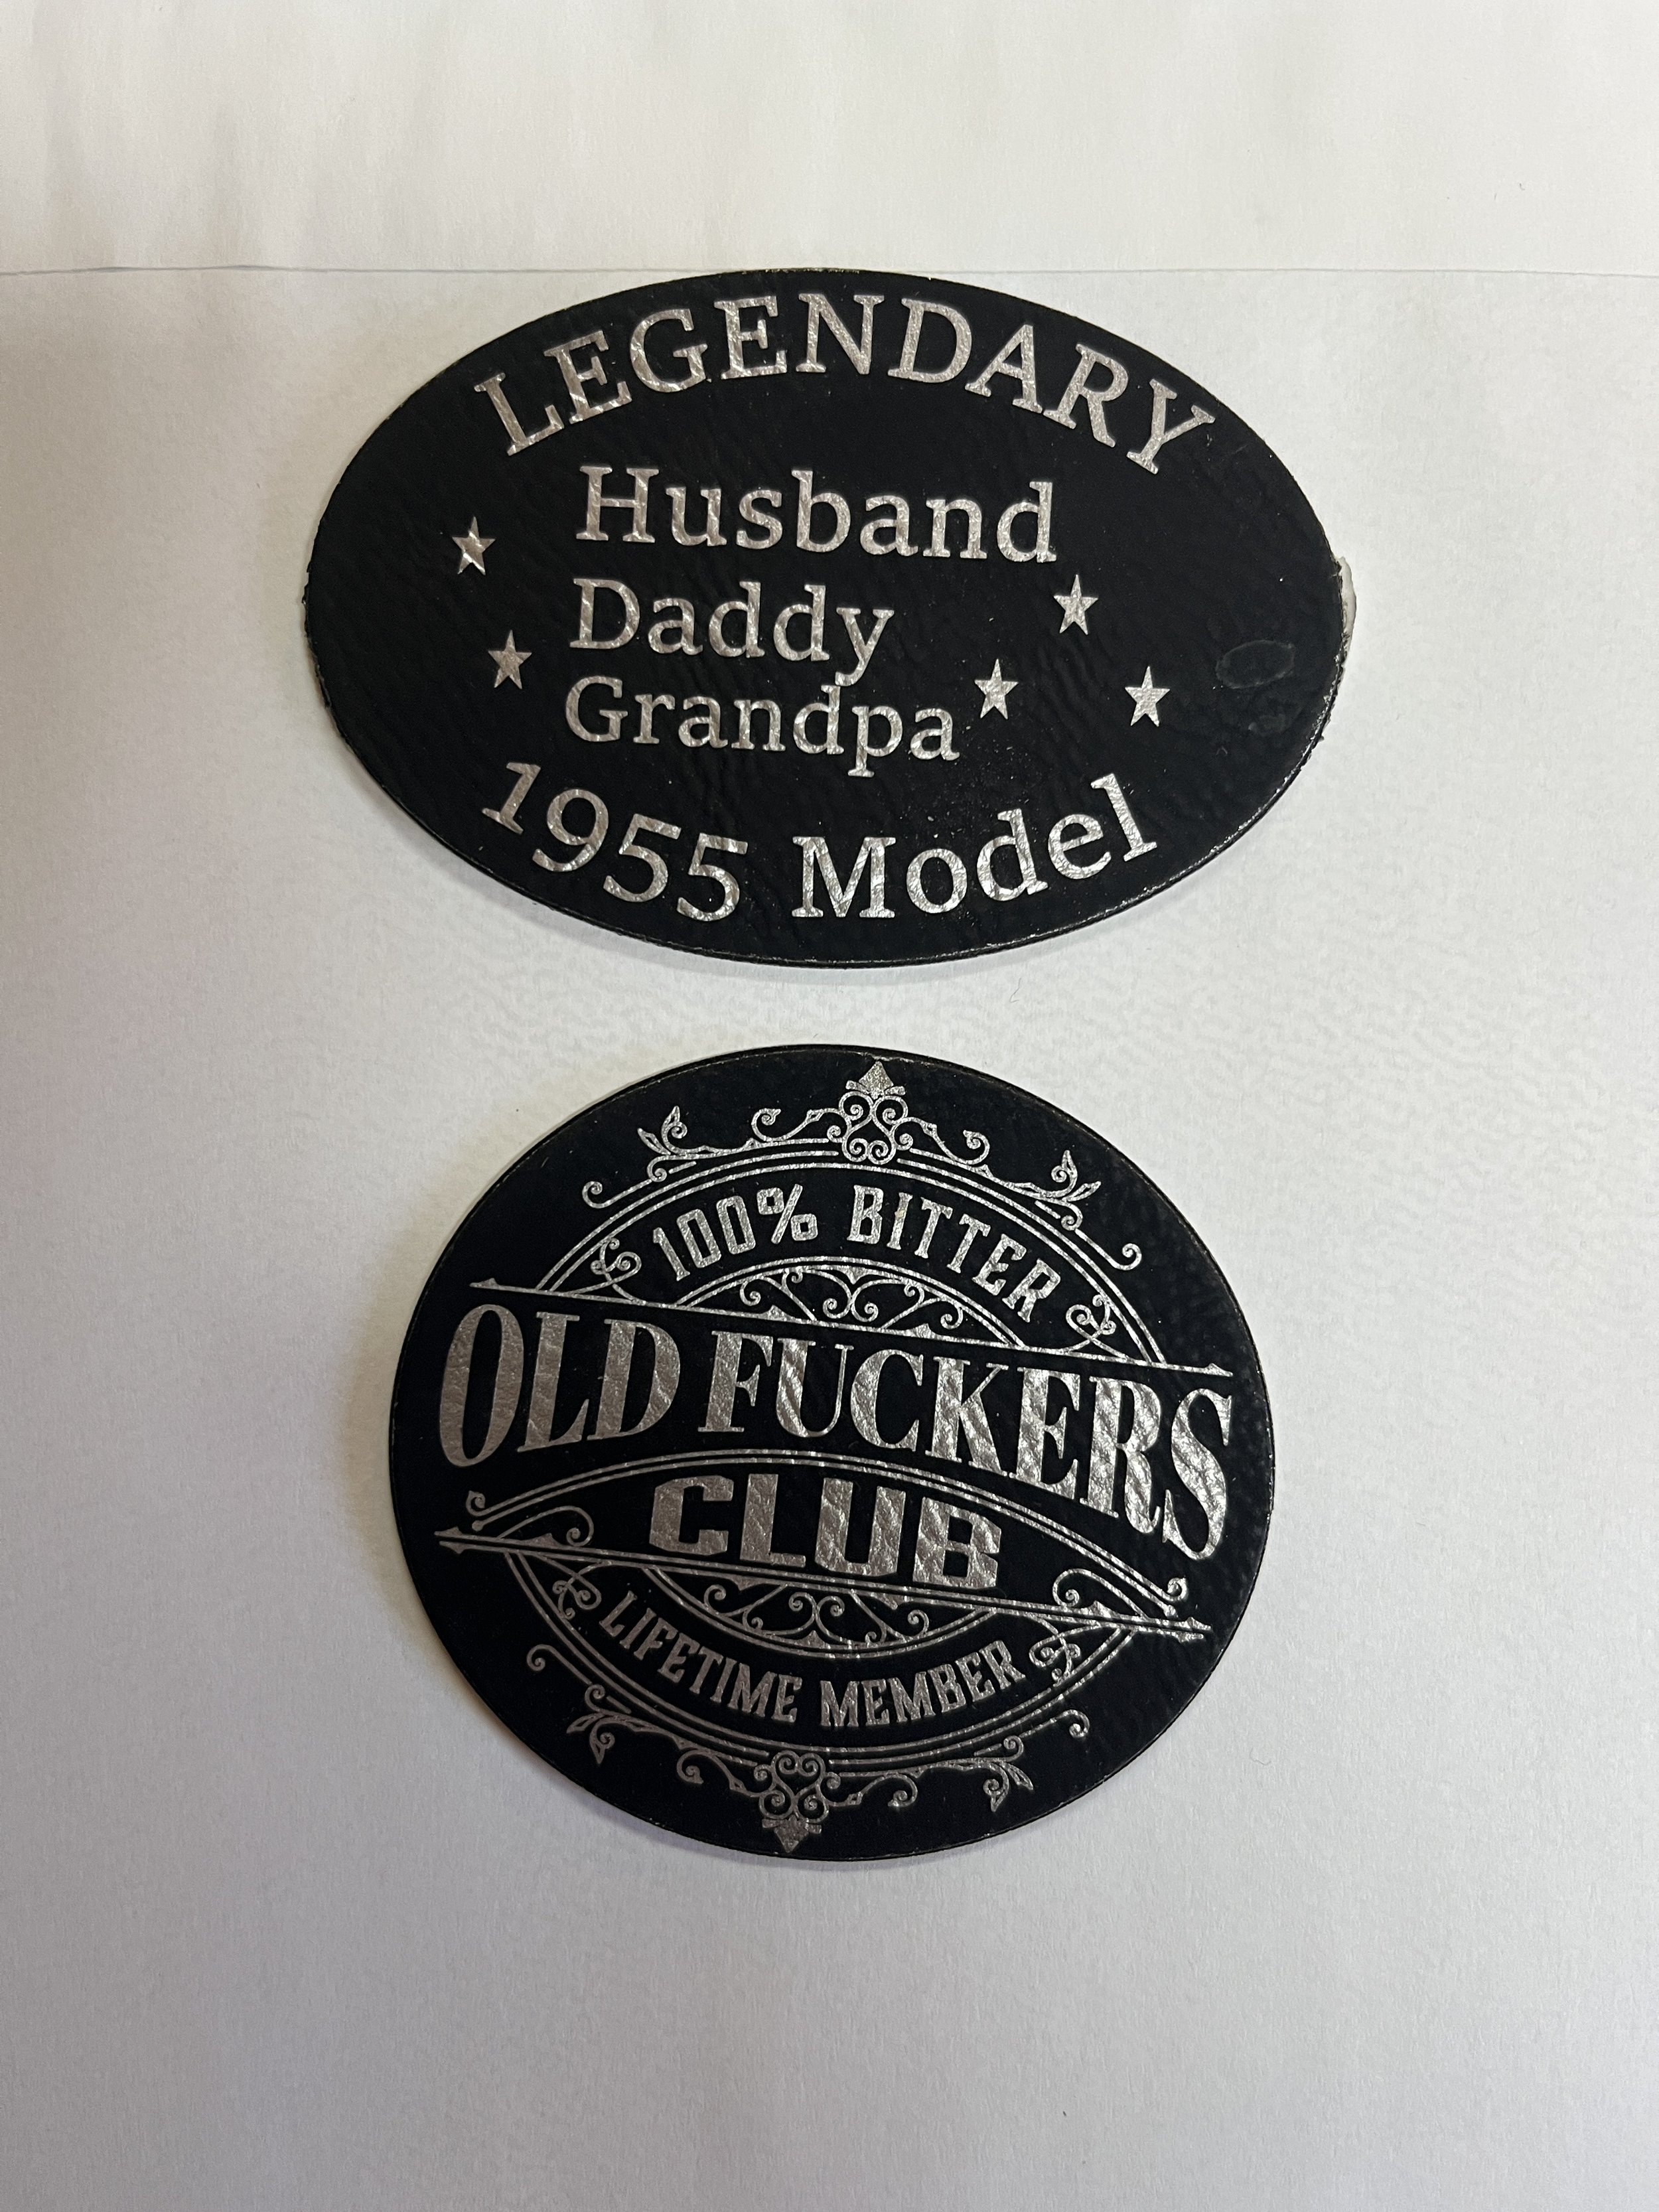 LEGENDARY
Husband
Daddy
Grandpa
1955 Model
100% BITTER
OLD FUCKERS
CLUB
LIFETIME MEMBER